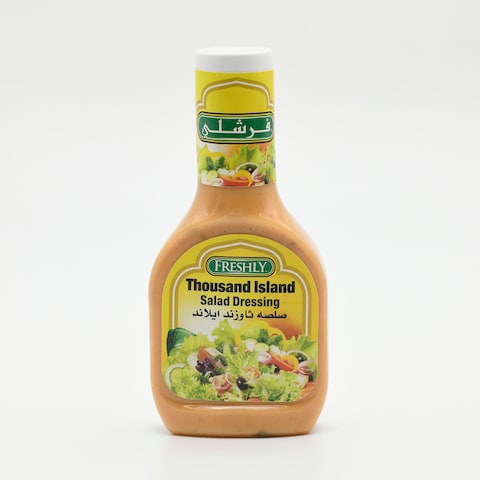 فرشلي
FRESHLY
Thousand Island
Salad Dressing
صلصه ثاوزند ايلاند